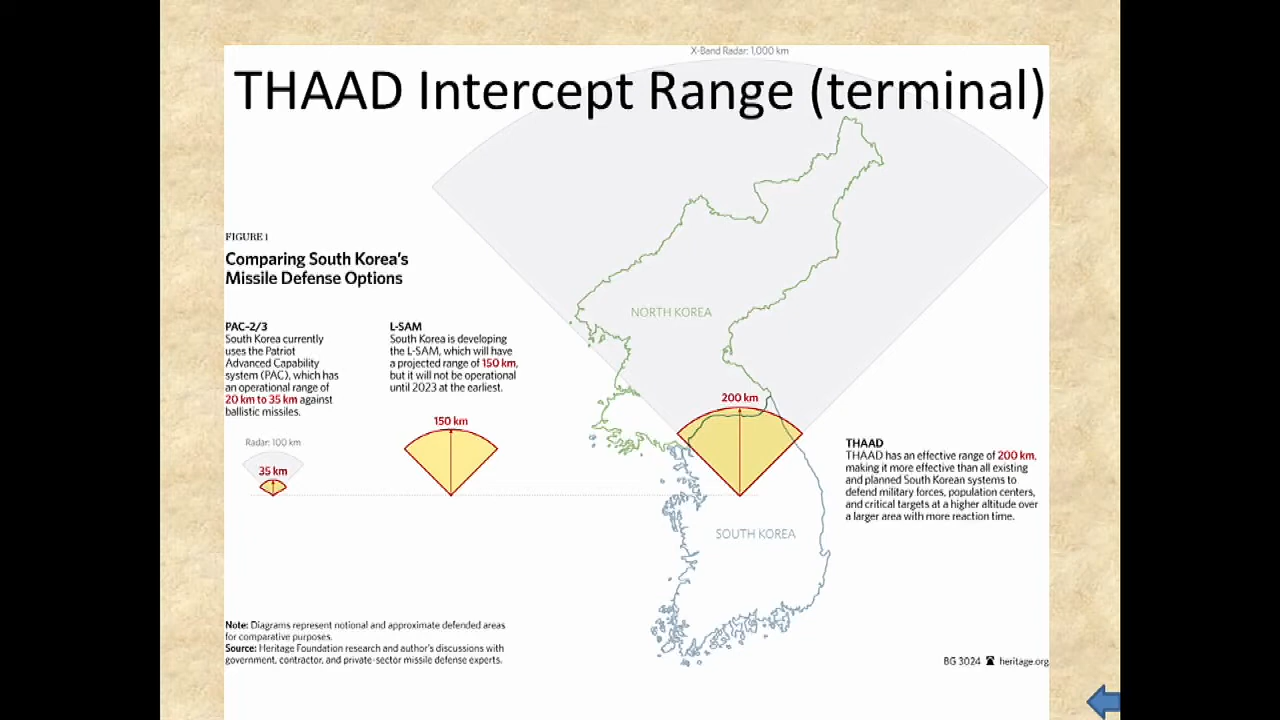 X-Band Radar: 1,000 km
THAAD Intercept Range (terminal)
FIGURE 1
Comparing South Korea's
Missile Defense Options
PAC-2/3
South Korea currently
uses the Patriot
Advanced Capability
system (PAC), which has
an operational range of
20 km to 35 km against
ballistic missiles.
Radar: 100 km
35 km
L-SAM
South Korea is developing
the L-SAM, which will have
a projected range of 150 km,
but it will not be operational
until 2023 at the earliest.
150 km
NORTH KOREA
200 km
SOUTH KOREA
THAAD
THAAD has an effective range of 200 km,
making it more effective than all existing
and planned South Korean systems to
defend military forces, population centers,
and critical targets at a higher altitude over
a larger area with more reaction time.
Note: Diagrams represent notional and approximate defended areas
for comparative purposes.
Source: Heritage Foundation research and author's discussions with
government, contractor, and private-sector missile defense experts.
BG 3024 heritage.org